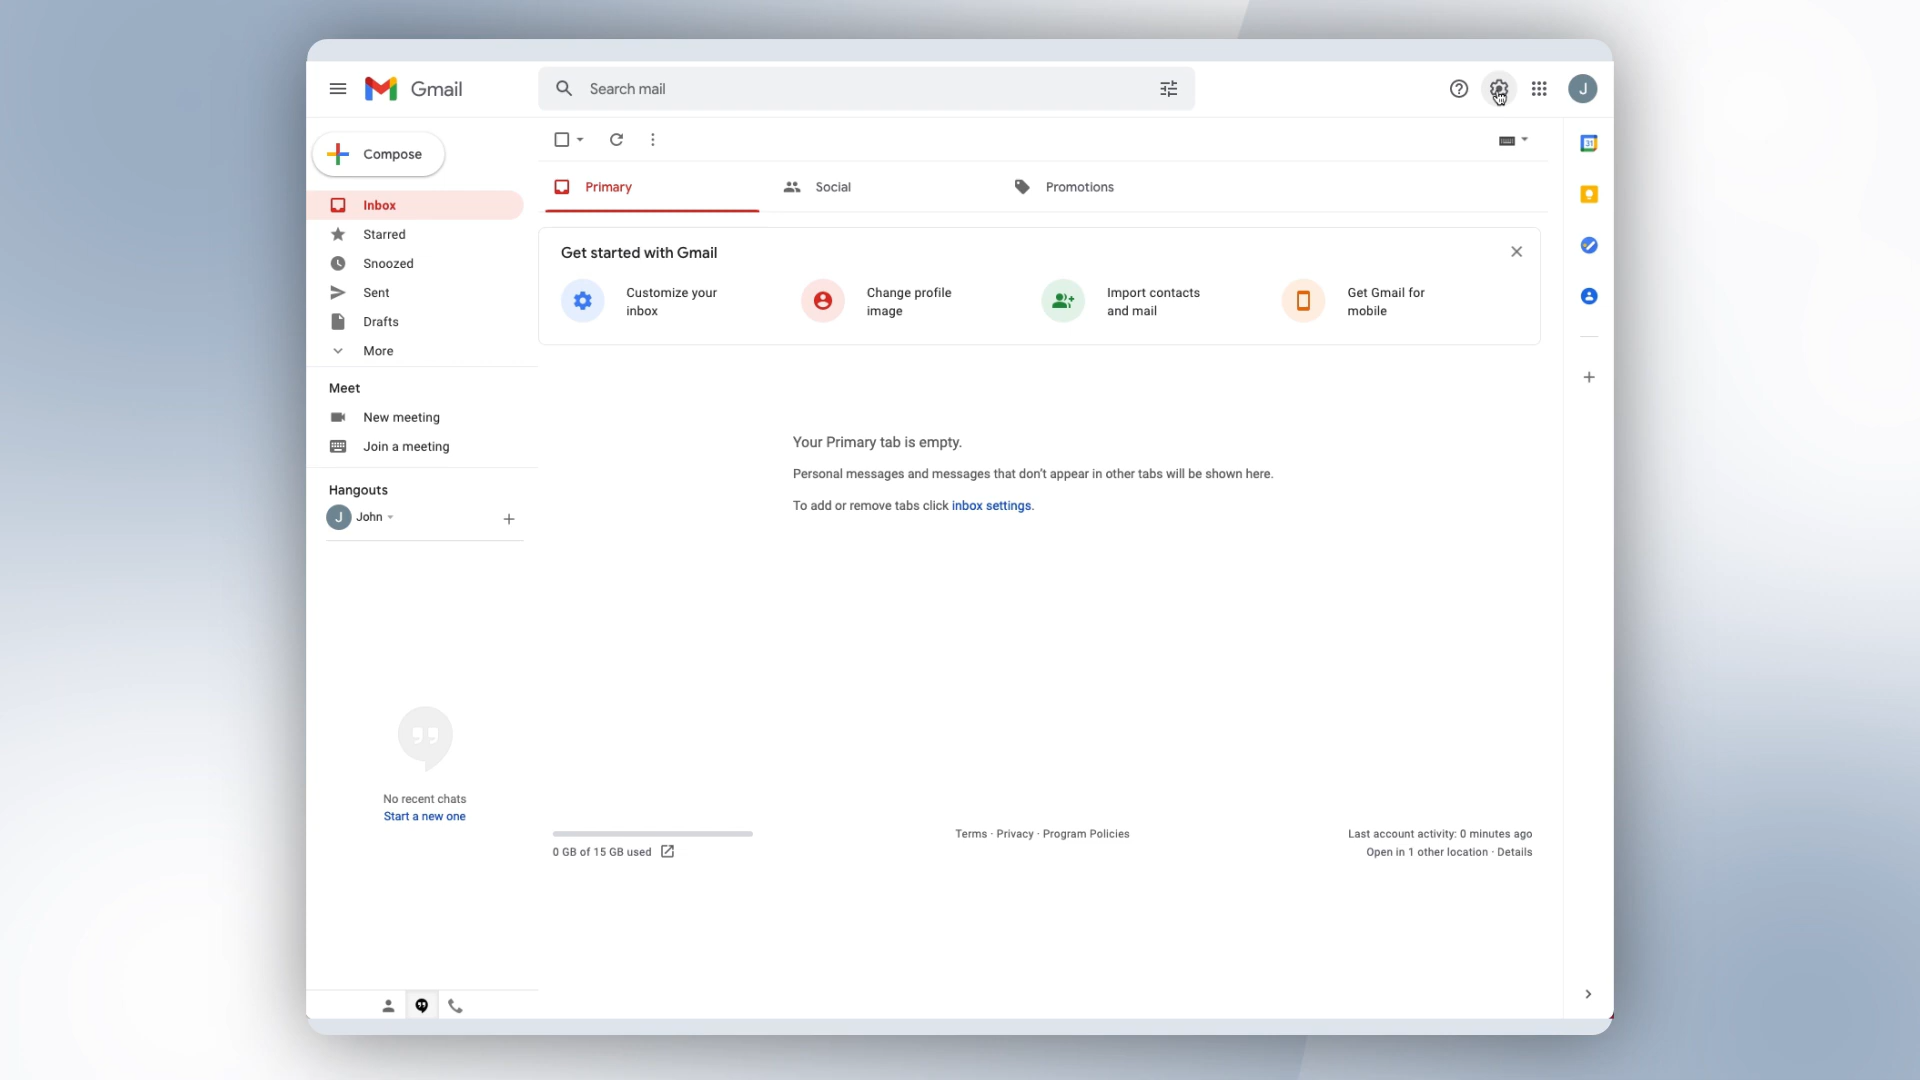 Gmail
Search mail
J
Compose
Inbox
Starred
Snoozed
Sent
Drafts
More
Meet
New meeting
Join a meeting
Hangouts
J John
No recent chats
Start a new one
Primary
Social
Promotions
31
Get started with Gmail
Customize your
inbox
Change profile
image
Import contacts
and mail
Get Gmail for
mobile
Your Primary tab is empty.
Personal messages and messages that don't appear in other tabs will be shown here.
To add or remove tabs click inbox settings.
0 GB of 15 GB used
Terms · Privacy · Program Policies
Last account activity: 0 minutes ago
Open in 1 other location · Details